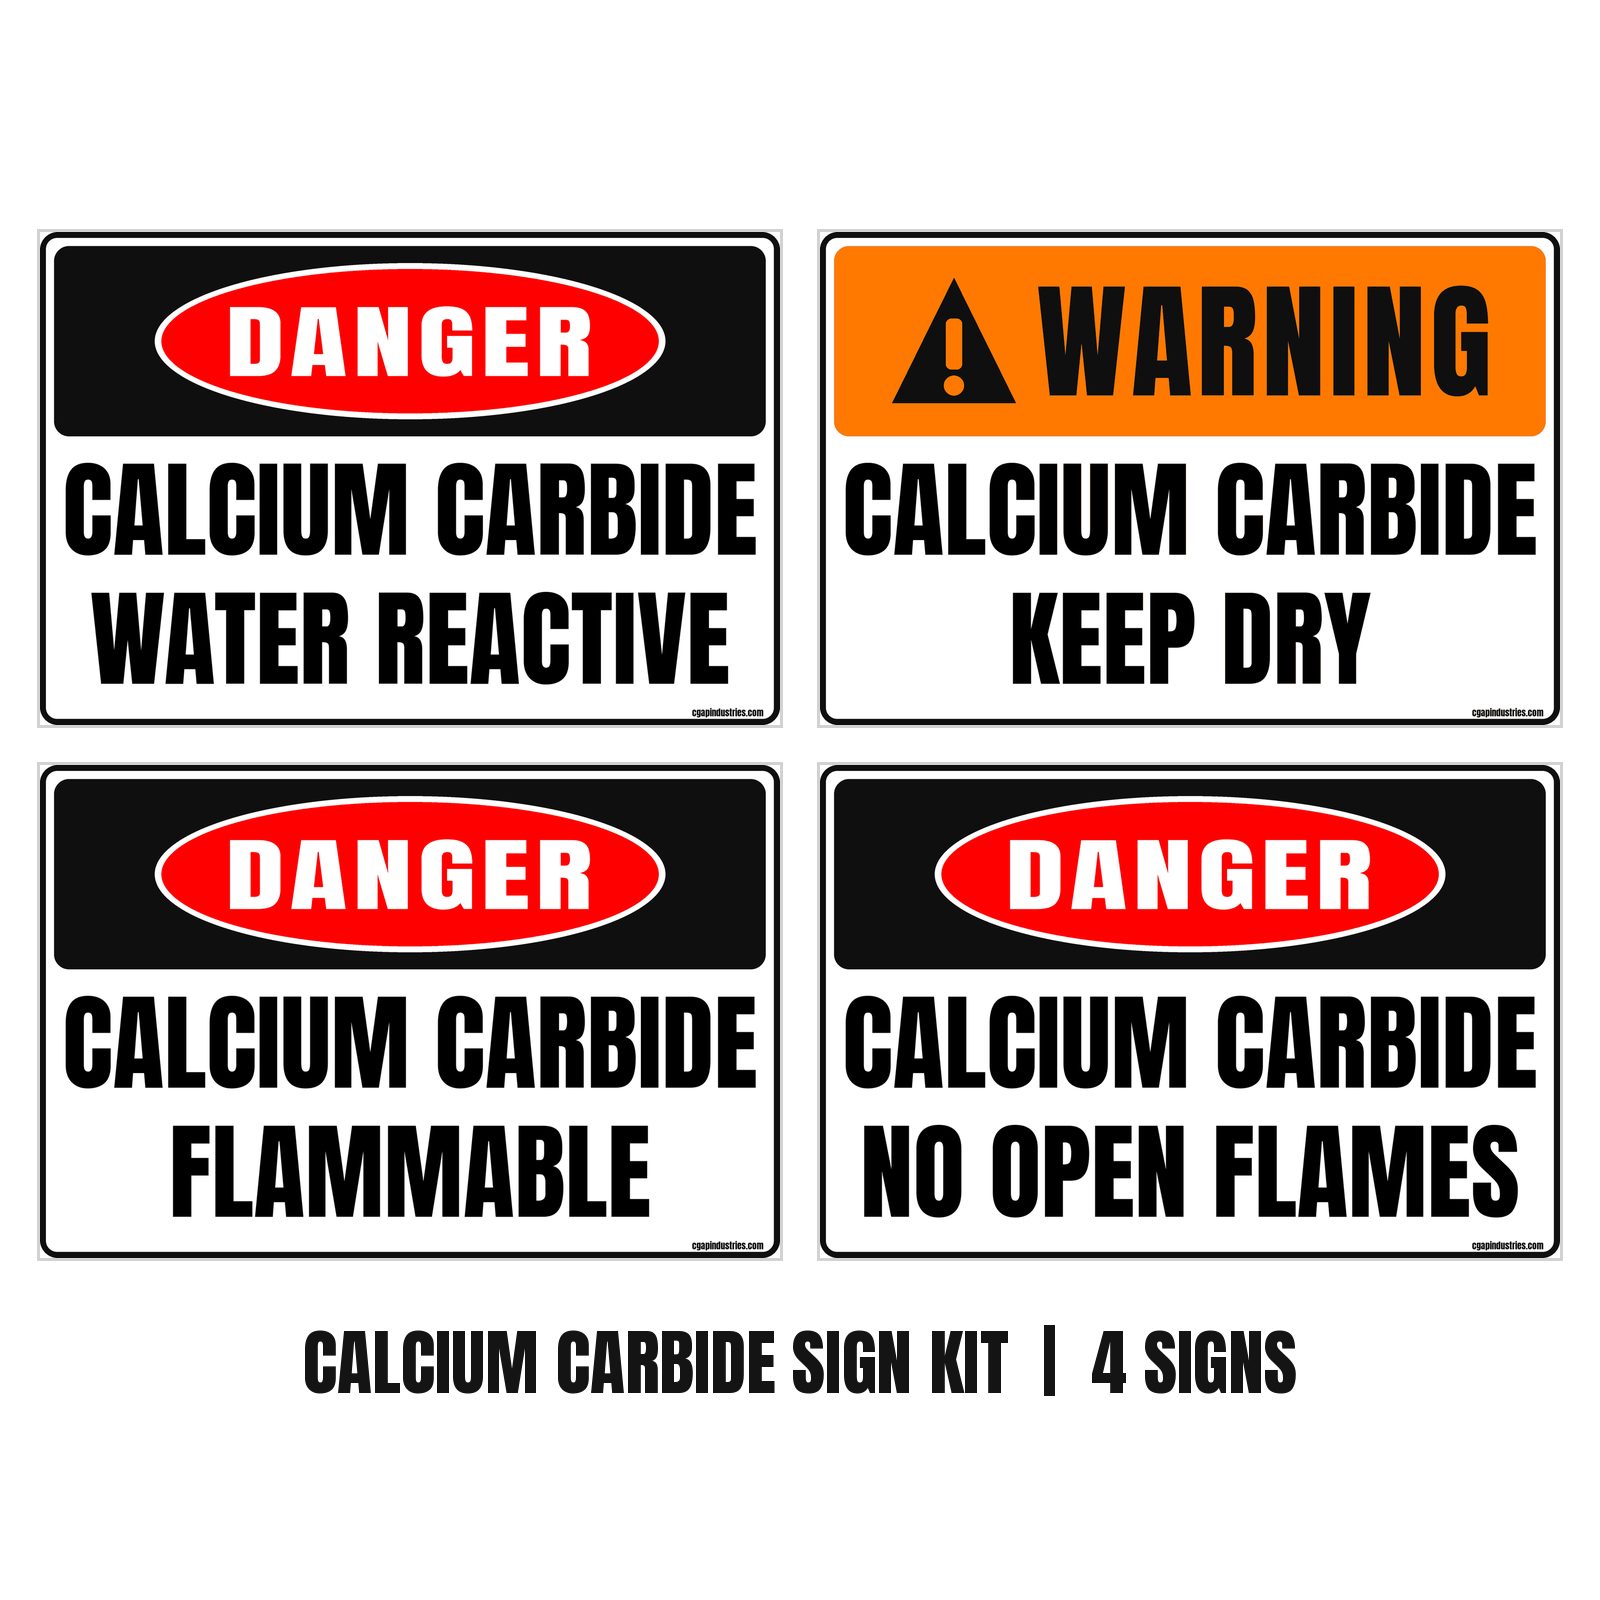 DANGER
CALCIUM CARBIDE
WATER REACTIVE
cgapindustries.com
WARNING
CALCIUM CARBIDE
KEEP DRY
cgapindustries.com
DANGER
CALCIUM CARBIDE
FLAMMABLE
cgapindustries.com
DANGER
CALCIUM CARBIDE
NO OPEN FLAMES
cgapindustries.com
CALCIUM CARBIDE SIGN KIT | 4 SIGNS